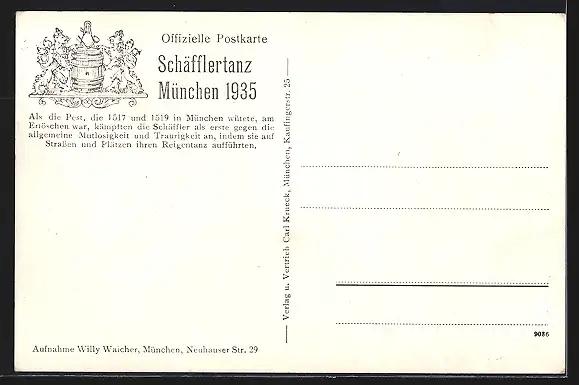 Offizielle Postkarte
Schäfflertanz
München 1935
Als die Pest, die 1517 und 1519 in München wütete, am
Erlöschen war, kämpften die Schäffler als erste gegen die
allgemeine Mutlosigkeit und Traurigkeit an, indem sie auf
Straßen und Plätzen ihren Reigentanz aufführten.
Aufnahme Willy Waicher, München, Neuhauser Str. 29
Verlag u. Vertrieb Carl Krueck, München, Kaufingerstr. 25
9086